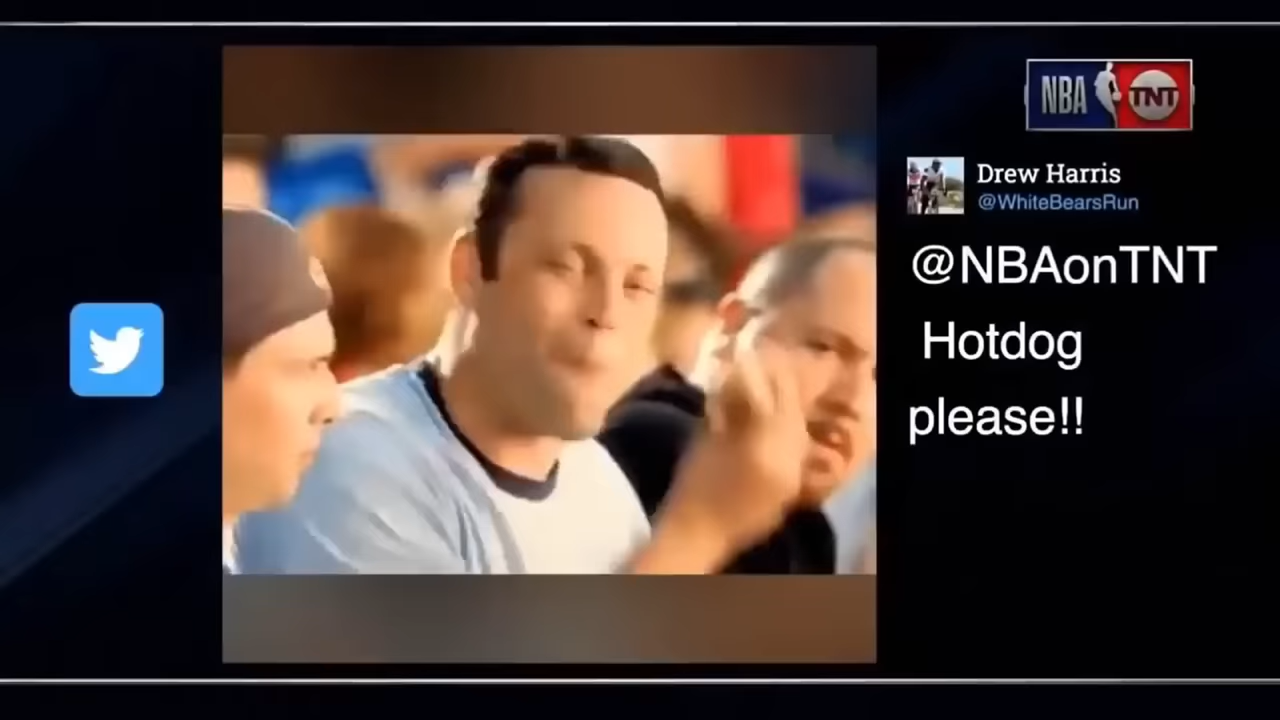 NBA TNT
Drew Harris
@WhiteBearsRun
@NBAonTNT
Hotdog
please!!